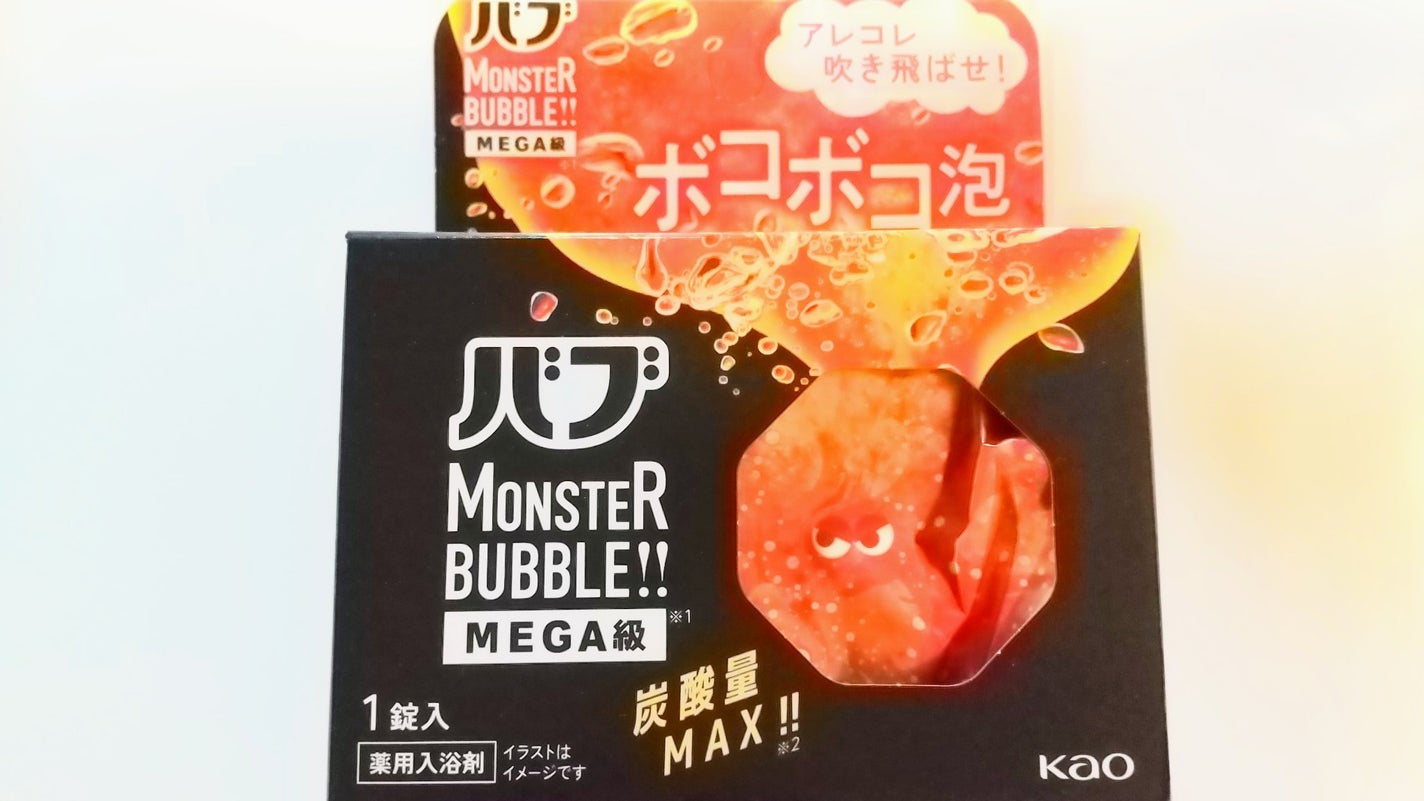 バブ
MONSTER
BUBBLE!!
MEGA級
アレコレ
吹き飛ばせ!
ボコボコ泡
バブ
MONSTER
BUBBLE!!
MEGA級※1
炭酸量
MAX!!※2
1錠入
薬用入浴剤
イラストは
イメージです
Kao